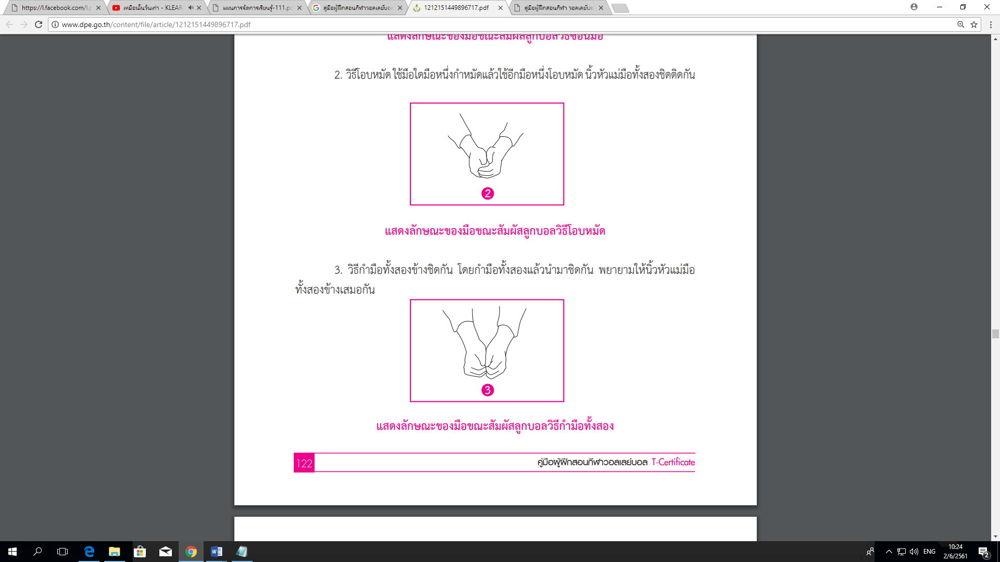 https://l.facebook.com/l.p
เหมือนในวันเก่า - KLEAR
แผนการจัดการเรียนรู้-111.pd
คู่มือผู้ฝึกสอนกีฬาวอลเลย์บอล
1212151449896717.pdf
คู่มือผู้ฝึกสอนกีฬา วอลเลย์บอ
www.dpe.go.th/content/file/article/1212151449896717.pdf
แสดงลักษณะของมือขณะสัมผัสลูกบอลวิธีซ้อนมือ
2. วิธีโอบหมัด ใช้มือใดมือหนึ่งกำหมัดแล้วใช้อีกมือหนึ่งโอบหมัด นิ้วหัวแม่มือทั้งสองชิดติดกัน
2
แสดงลักษณะของมือขณะสัมผัสลูกบอลวิธีโอบหมัด
3. วิธีกำมือทั้งสองข้างชิดกัน โดยกำมือทั้งสองแล้วนำมาชิดกัน พยายามให้นิ้วหัวแม่มือ
ทั้งสองข้างเสมอกัน
3
แสดงลักษณะของมือขณะสัมผัสลูกบอลวิธีกำมือทั้งสอง
122
คู่มือผู้ฝึกสอนกีฬาวอลเลย์บอล T-Certificate
ENG
10:24
2/6/2561
2